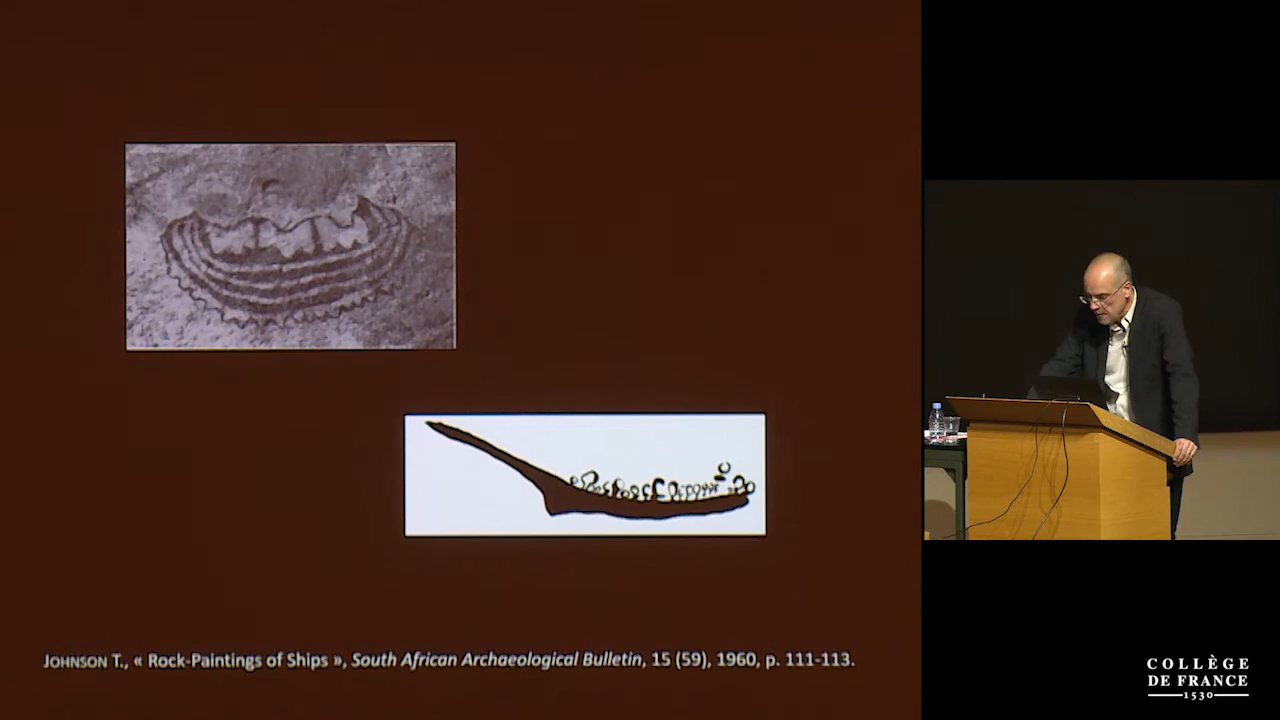 JOHNSON T., « Rock-Paintings of Ships », South African Archaeological Bulletin, 15 (59), 1960, p. 111-113.
COLLÈGE
DE FRANCE
1530